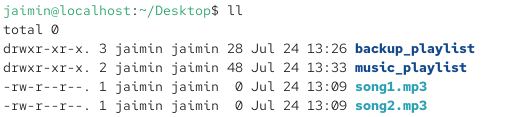 jaimin@localhost:~/Desktop$ ll
total 0
drwxr-xr-x. 3 jaimin jaimin 28 Jul 24 13:26 backup_playlist
drwxr-xr-x. 2 jaimin jaimin 48 Jul 24 13:33 music_playlist
-rw-r--r--. 1 jaimin jaimin  0 Jul 24 13:09 song1.mp3
-rw-r--r--. 1 jaimin jaimin  0 Jul 24 13:09 song2.mp3